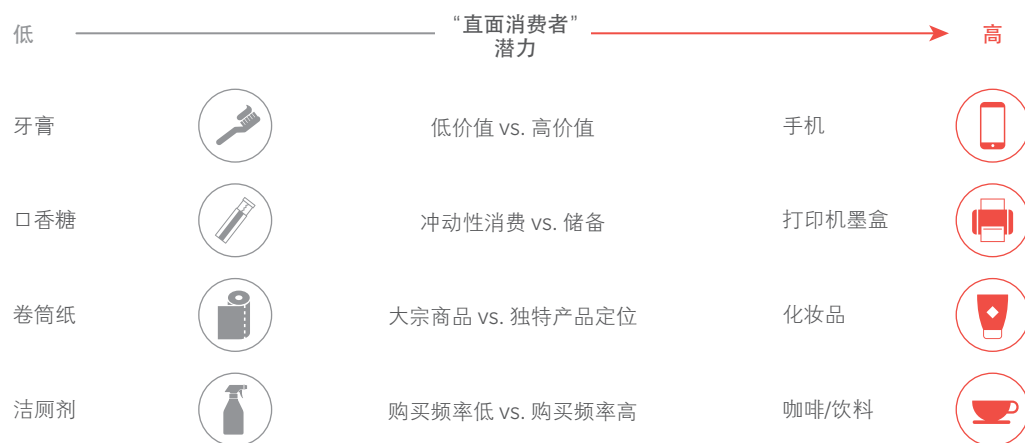 低 “直面消费者” 潜力 高
牙膏 低价值 vs. 高价值 手机
口香糖 冲动性消费 vs. 储备 打印机墨盒
卷筒纸 大宗商品 vs. 独特产品定位 化妆品
洁厕剂 购买频率低 vs. 购买频率高 咖啡/饮料